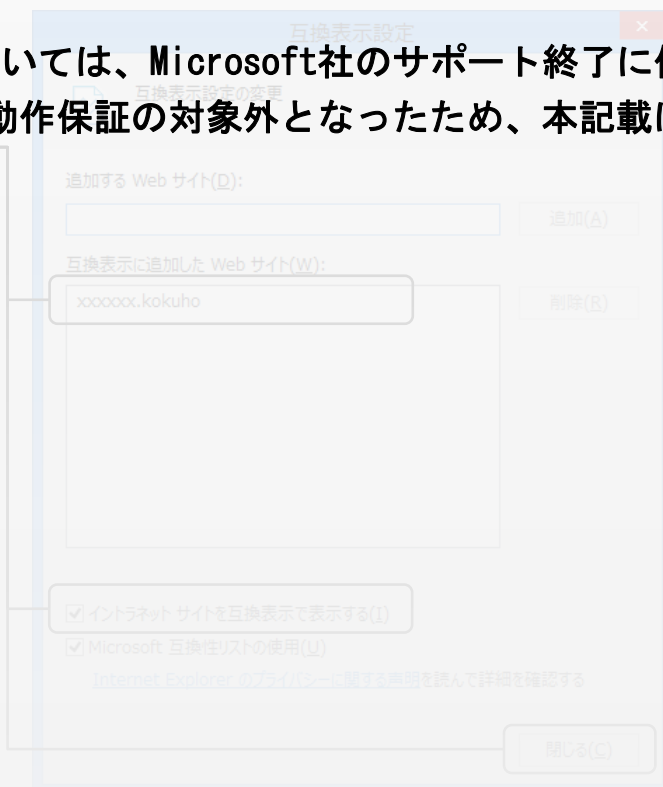 互換表示設定
いては、Microsoft社のサポート終了に
互換表示設定の変更
動作保証の対象外となったため、本記載
追加する Web サイト(D):
追加(A)
互換表示に追加した Web サイト(W):
xxxxxx.kokuho
削除(R)
イントラネット サイトを互換表示で表示する(I)
Microsoft 互換性リストの使用(U)
Internet Explorer のプライバシーに関する声明を読んで詳細を確認する
閉じる(C)